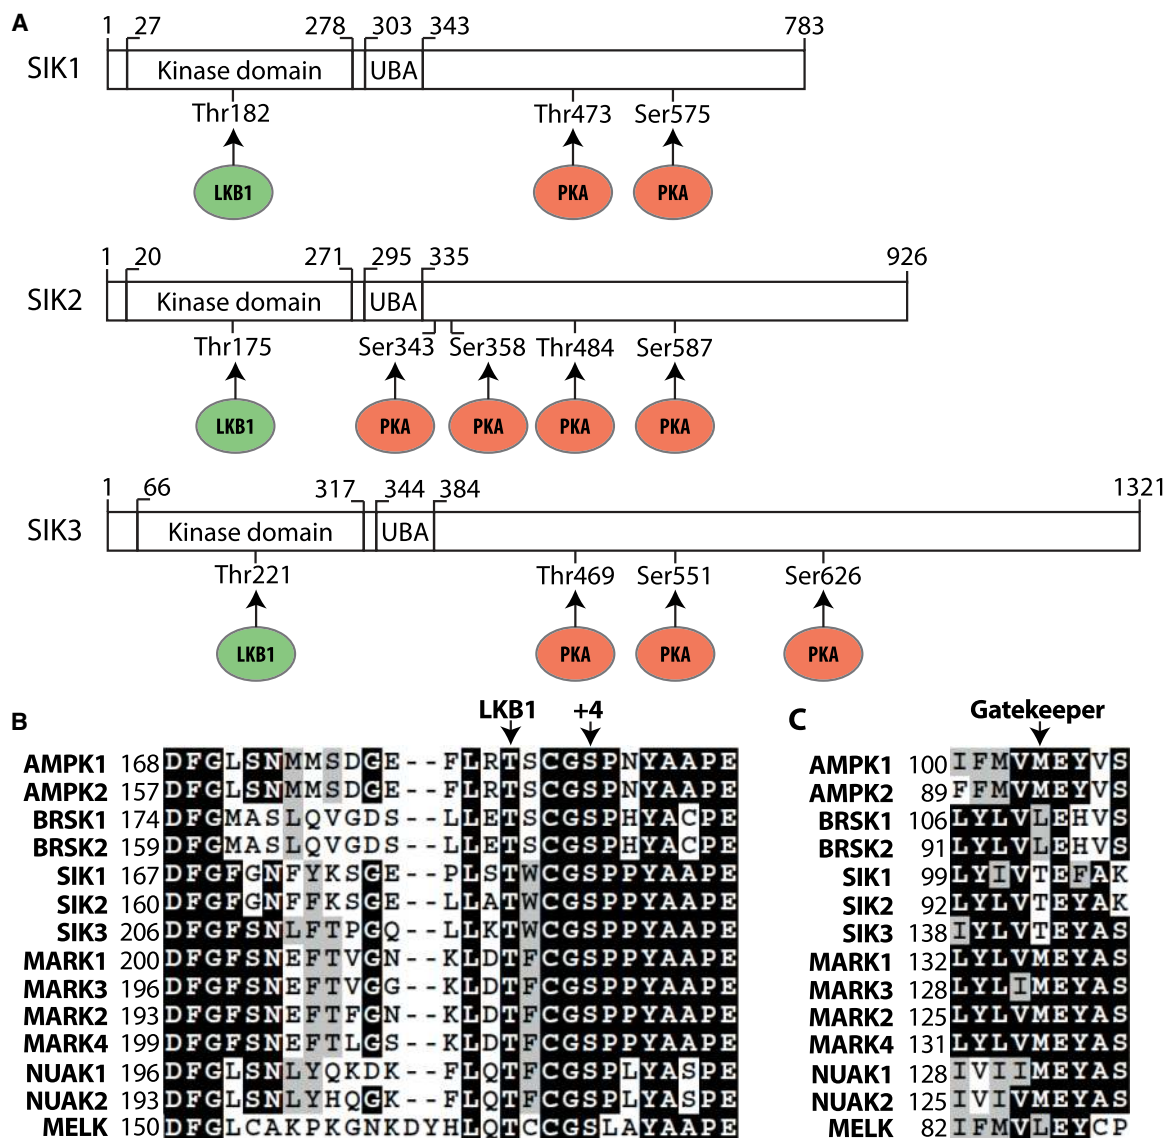 A
1 27 278 303 343 783
SIK1 Kinase domain UBA
Thr182 Thr473 Ser575
LKB1 PKA PKA
1 20 271 295 335 926
SIK2 Kinase domain UBA
Thr175 Ser343 Ser358 Thr484 Ser587
LKB1 PKA PKA PKA PKA
1 66 317 344 384 1321
SIK3 Kinase domain UBA
Thr221 Thr469 Ser551 Ser626
LKB1 PKA PKA PKA
B
LKB1 +4
AMPK1 168 DFGLSNMMSDGE--FLRTSCGSPNYAAPE
AMPK2 157 DFGLSNMMSDGE--FLRTSCGSPNYAAPE
BRSK1 174 DFGMASLQVGDS--LLETSCGSPHYACPE
BRSK2 159 DFGMASLQVGDS--LLETSCGSPHYACPE
SIK1 167 DFGFGNFYKSGE--PLSTWCGSPPYAAPE
SIK2 160 DFGFGNFFKSGE--LLATWCGSPPYAAPE
SIK3 206 DFGFSNLFTPGQ--LLKTWCGSPPYAAPE
MARK1 200 DFGFSNEFTVGN--KLDTFCGSPPYAAPE
MARK3 196 DFGFSNEFTVGG--KLDTFCGSPPYAAPE
MARK2 193 DFGFSNEFTFGN--KLDTFCGSPPYAAPE
MARK4 199 DFGFSNEFTLGS--KLDTFCGSPPYAAPE
NUAK1 196 DFGLSNLYQKDK--FLQTFCGSPLYASPE
NUAK2 193 DFGLSNLYHQGK--FLQTFCGSPLYASPE
MELK 150 DFGLCAKPKGNKDYHLQTCCGSLAYAAPE
C
Gatekeeper
AMPK1 100 IFMVMEYVS
AMPK2 89 FFMVMEYVS
BRSK1 106 LYLVLEHVS
BRSK2 91 LYLVLEHVS
SIK1 99 LYIVTEFAK
SIK2 92 LYLVTEYAK
SIK3 138 IYLVTEYAS
MARK1 132 LYLVMEYAS
MARK3 128 LYLIMEYAS
MARK2 125 LYLVMEYAS
MARK4 131 LYLVMEYAS
NUAK1 128 IVIIMEYAS
NUAK2 125 IVIVMEYAS
MELK 82 IFMVLEYCP